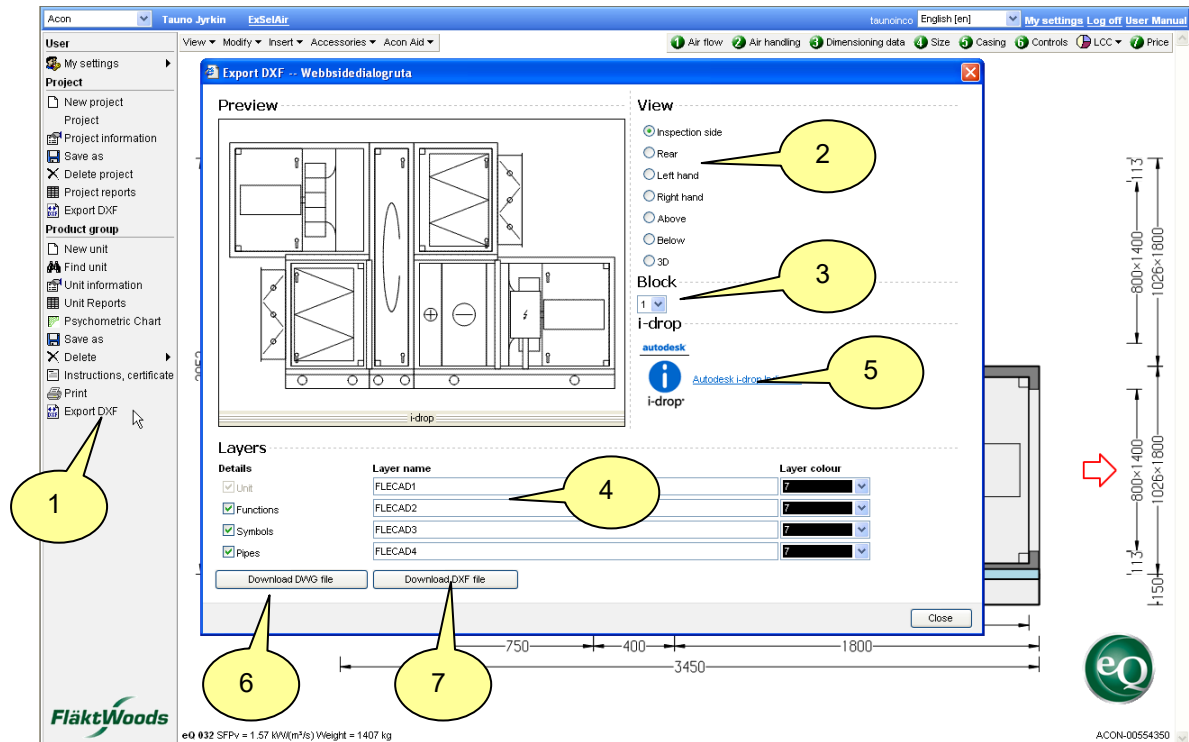 Acon
Tauno Jyrkin
ExSelAir
taunoinco
English [en]
My settings Log off User Manual
User
My settings
Project
New project
Project
Project information
Save as
Delete project
Project reports
Export DXF
Product group
New unit
Find unit
Unit information
Unit Reports
Psychometric Chart
Save as
Delete
Instructions, certificate
Print
Export DXF
1
FläktWoods
View Modify Insert Accessories Acon Aid
1 Air flow 2 Air handling 3 Dimensioning data 4 Size 5 Casing 6 Controls LCC 7 Price
Export DXF -- Webbsidedialogruta
Preview
i-drop
View
Inspection side
Rear
Left hand
Right hand
Above
Below
3D
2
Block
1
3
i-drop
autodesk
i-drop
Autodesk i-drop
5
Layers
Details Layer name Layer colour
Unit FLECAD1 7
Functions FLECAD2 7
Symbols FLECAD3 7
Pipes FLECAD4 7
4
Download DWG file
Download DXF file
Close
6
7
113
800×1400
1026×1800
800×1400
1026×1800
113
150
750
400
1800
3450
eQ
eQ 032 SFPv = 1.57 kW/(m³/s) Weight = 1407 kg
ACON-00554350